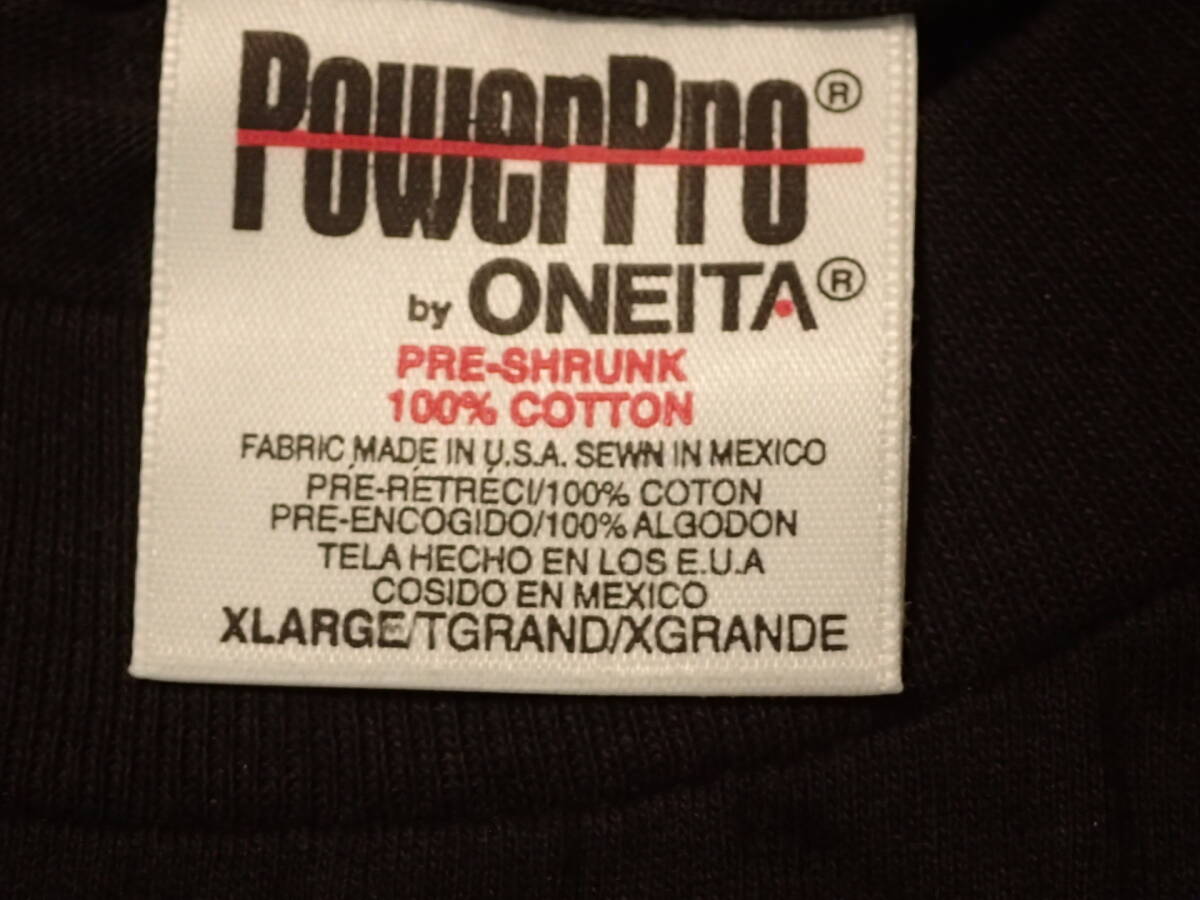 PowerPro®
by ONEITA®
PRE-SHRUNK
100% COTTON
FABRIC MADE IN U.S.A. SEWN IN MEXICO
PRÉ-RÉTRÉCI/100% COTON
PRE-ENCOGIDO/100% ALGODON
TELA HECHO EN LOS E.U.A
COSIDO EN MEXICO
XLARGE/TGRAND/XGRANDE